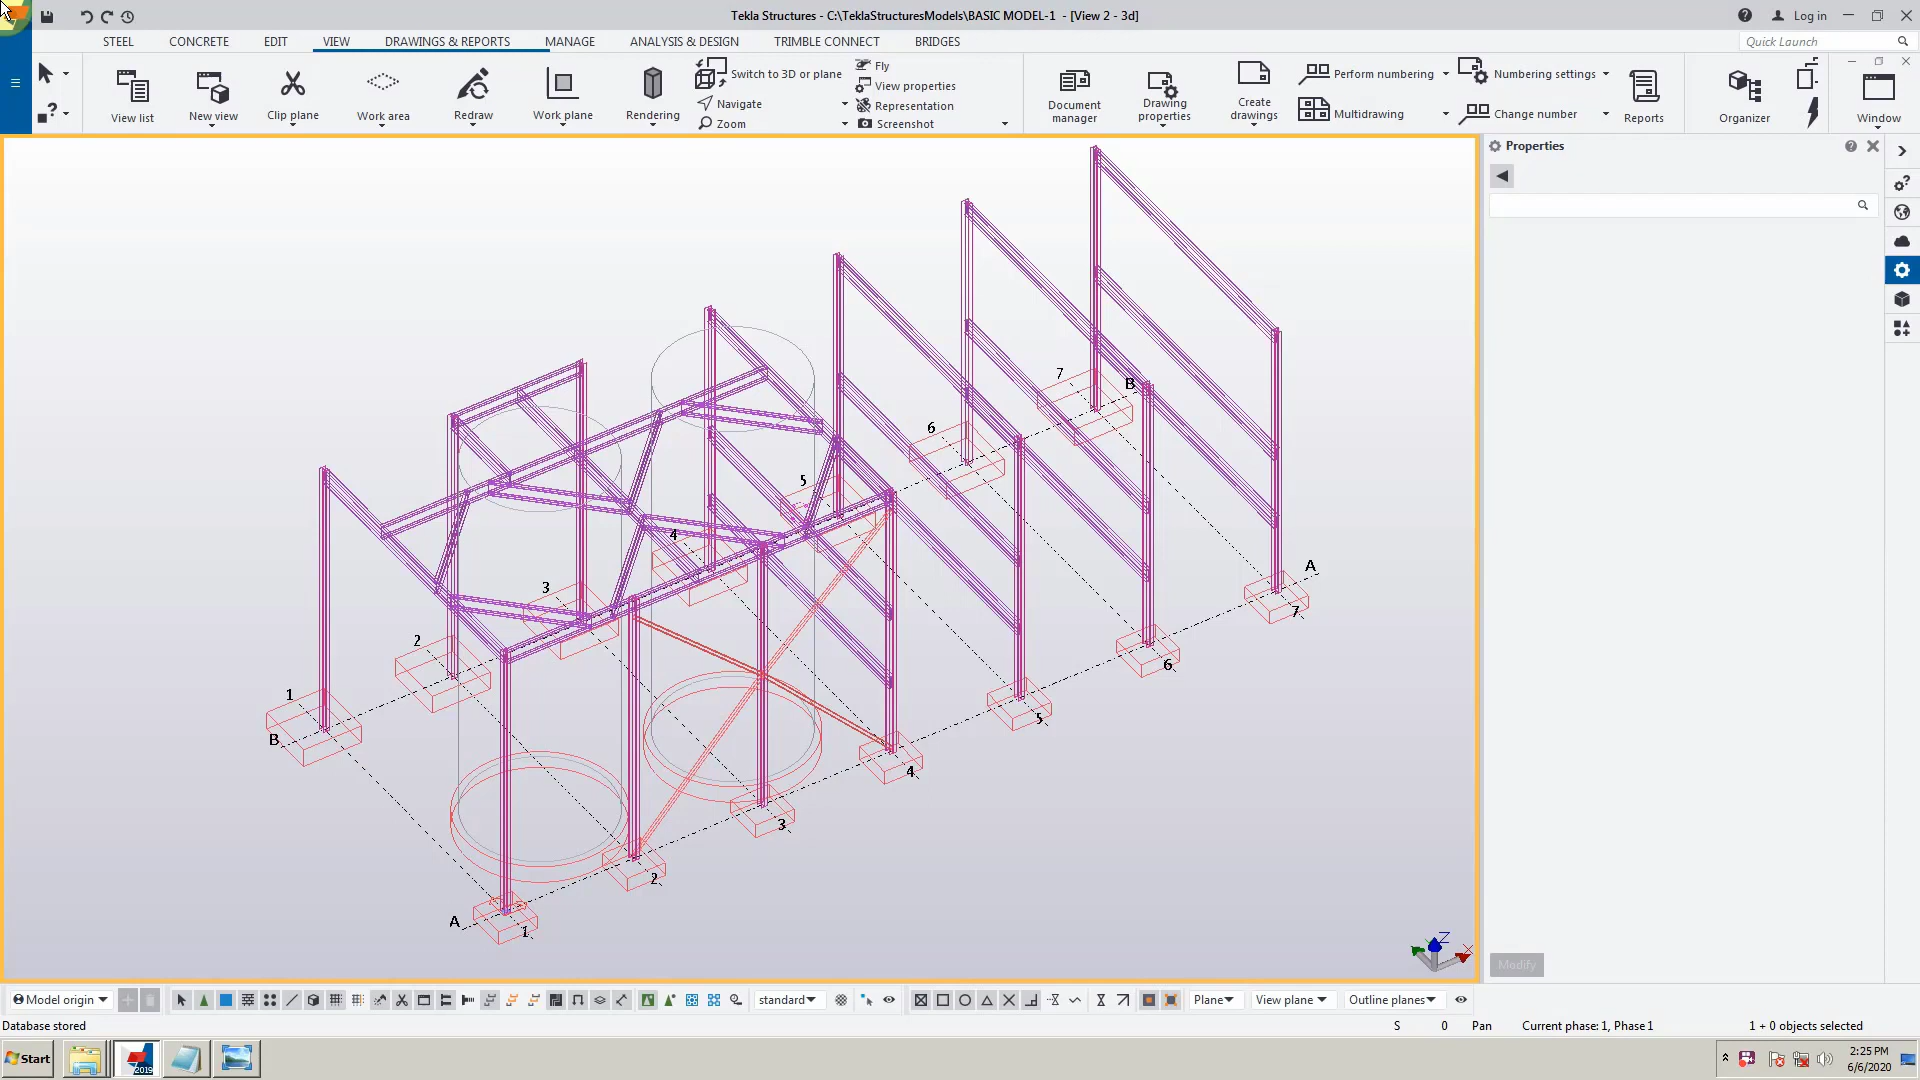 Tekla Structures - C:\TeklaStructuresModels\BASIC MODEL-1 - [View 2 - 3d]
Log in
STEEL CONCRETE EDIT VIEW DRAWINGS & REPORTS MANAGE ANALYSIS & DESIGN TRIMBLE CONNECT BRIDGES
Quick Launch
View list
New view
Clip plane
Work area
Redraw
Work plane
Rendering
Switch to 3D or plane
Navigate
Zoom
Fly
View properties
Representation
Screenshot
Document manager
Drawing properties
Create drawings
Perform numbering
Multidrawing
Numbering settings
Change number
Reports
Organizer
Window
Properties
7
B
6
5
4
A
3
7
2
6
1
5
B
4
3
2
A
1
Z
X
Modify
Model origin
standard
Plane
View plane
Outline planes
Database stored
S 0 Pan Current phase: 1, Phase 1 1 + 0 objects selected
Start
2019
2:25 PM
6/6/2020